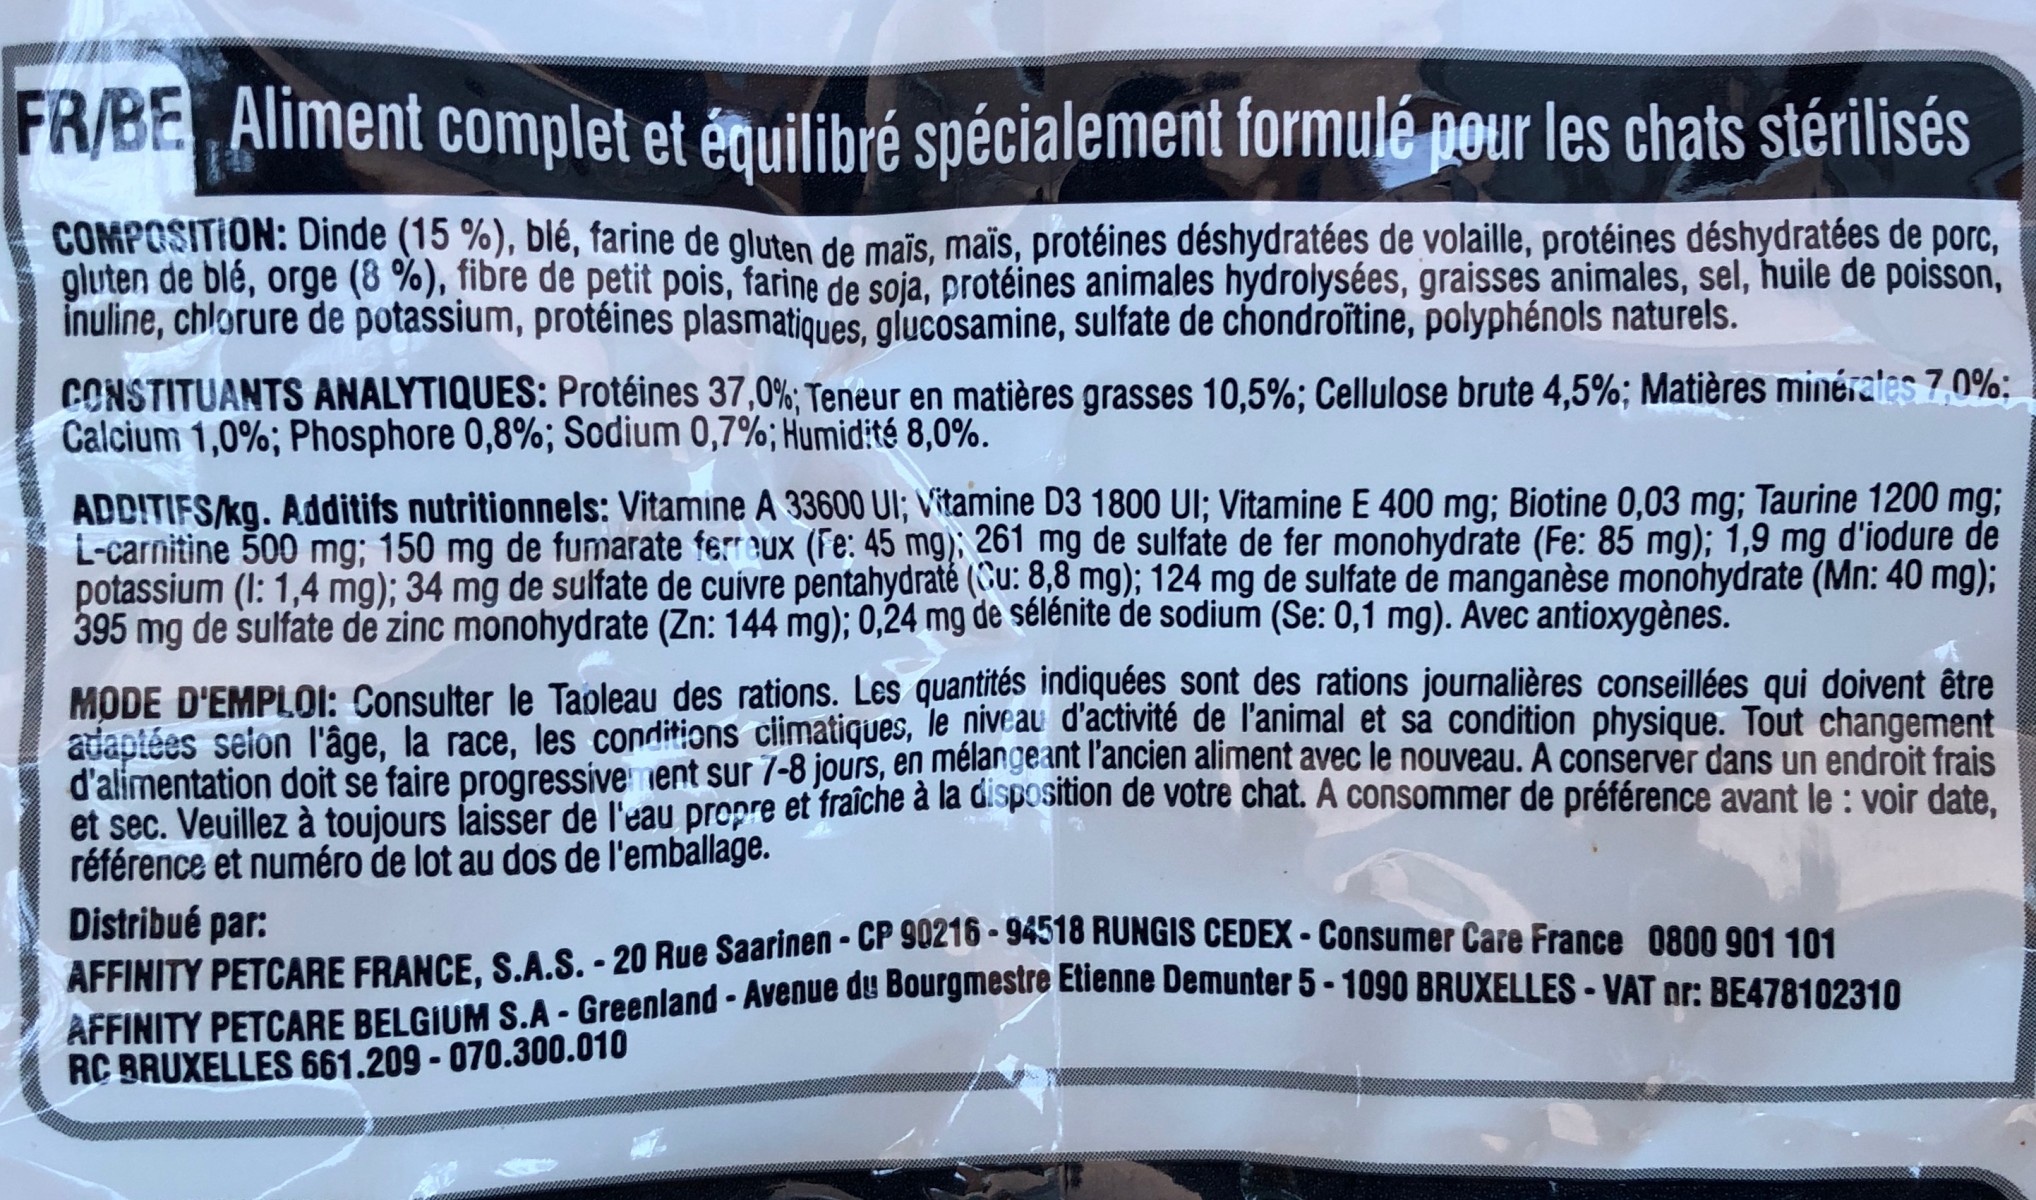 FR/BE Aliment complet et équilibré spécialement formulé pour les chats stérilisés
COMPOSITION: Dinde (15 %), blé, farine de gluten de maïs, maïs, protéines déshydratées de volaille, protéines déshydratées de porc,
gluten de blé, orge (8 %), fibre de petit pois, farine de soja, protéines animales hydrolysées, graisses animales, sel, huile de poisson,
inuline, chlorure de potassium, protéines plasmatiques, glucosamine, sulfate de chondroïtine, polyphénols naturels.
CONSTITUANTS ANALYTIQUES: Protéines 37,0%; Teneur en matières grasses 10,5%; Cellulose brute 4,5%; Matières minérales 7,0%;
Calcium 1,0%; Phosphore 0,8%; Sodium 0,7%; Humidité 8,0%.
ADDITIFS/kg. Additifs nutritionnels: Vitamine A 33600 UI; Vitamine D3 1800 UI; Vitamine E 400 mg; Biotine 0,03 mg; Taurine 1200 mg;
L-carnitine 500 mg; 150 mg de fumarate ferreux (Fe: 45 mg); 261 mg de sulfate de fer monohydrate (Fe: 85 mg); 1,9 mg d'iodure de
potassium (I: 1,4 mg); 34 mg de sulfate de cuivre pentahydraté (Cu: 8,8 mg); 124 mg de sulfate de manganèse monohydrate (Mn: 40 mg);
395 mg de sulfate de zinc monohydrate (Zn: 144 mg); 0,24 mg de sélénite de sodium (Se: 0,1 mg). Avec antioxygènes.
MODE D'EMPLOI: Consulter le Tableau des rations. Les quantités indiquées sont des rations journalières conseillées qui doivent être
adaptées selon l'âge, la race, les conditions climatiques, le niveau d'activité de l'animal et sa condition physique. Tout changement
d'alimentation doit se faire progressivement sur 7-8 jours, en mélangeant l'ancien aliment avec le nouveau. A conserver dans un endroit frais
et sec. Veuillez à toujours laisser de l'eau propre et fraîche à la disposition de votre chat. A consommer de préférence avant le : voir date,
référence et numéro de lot au dos de l'emballage.
Distribué par:
AFFINITY PETCARE FRANCE, S.A.S. - 20 Rue Saarinen - CP 90216 - 94518 RUNGIS CEDEX - Consumer Care France 0800 901 101
AFFINITY PETCARE BELGIUM S.A - Greenland - Avenue du Bourgmestre Etienne Demunter 5 - 1090 BRUXELLES - VAT nr: BE478102310
RC BRUXELLES 661.209 - 070.300.010